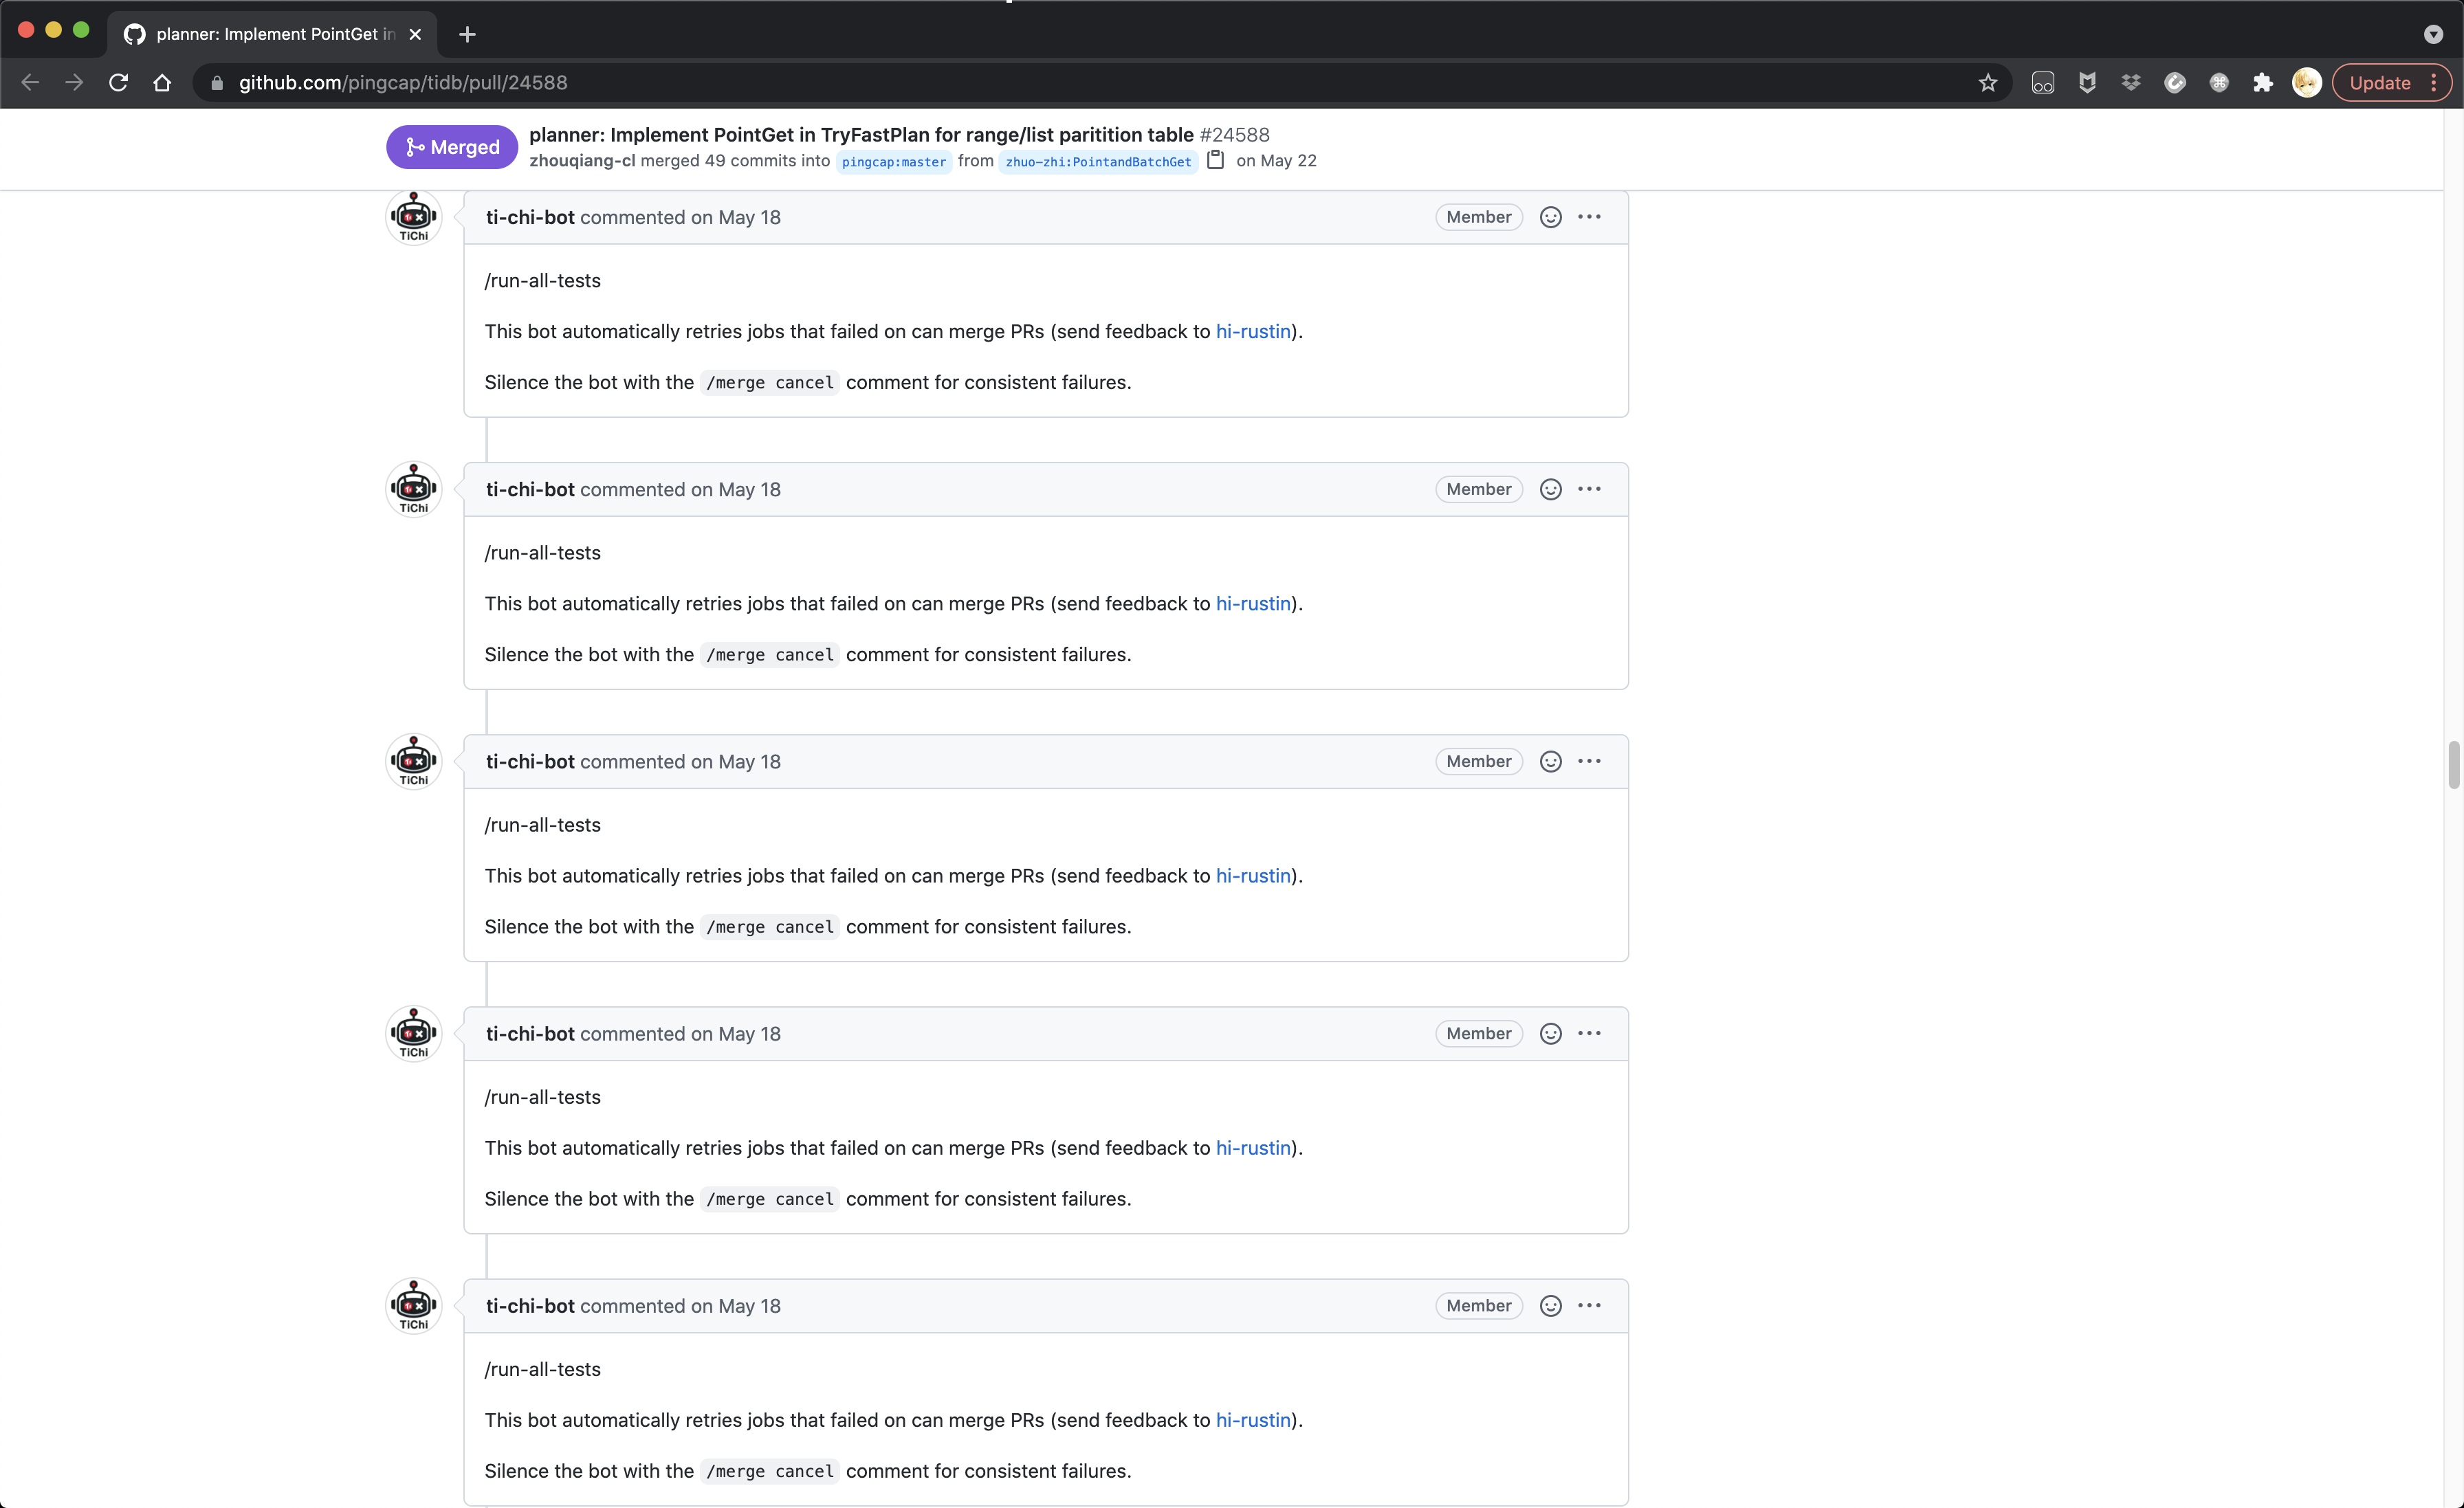 planner: Implement PointGet in
github.com/pingcap/tidb/pull/24588
Update
Merged
planner: Implement PointGet in TryFastPlan for range/list paritition table #24588
zhouqiang-cl merged 49 commits into pingcap:master from zhuo-zhi:PointandBatchGet on May 22
TiChi
ti-chi-bot commented on May 18
Member
/run-all-tests
This bot automatically retries jobs that failed on can merge PRs (send feedback to hi-rustin).
Silence the bot with the /merge cancel comment for consistent failures.
TiChi
ti-chi-bot commented on May 18
Member
/run-all-tests
This bot automatically retries jobs that failed on can merge PRs (send feedback to hi-rustin).
Silence the bot with the /merge cancel comment for consistent failures.
TiChi
ti-chi-bot commented on May 18
Member
/run-all-tests
This bot automatically retries jobs that failed on can merge PRs (send feedback to hi-rustin).
Silence the bot with the /merge cancel comment for consistent failures.
TiChi
ti-chi-bot commented on May 18
Member
/run-all-tests
This bot automatically retries jobs that failed on can merge PRs (send feedback to hi-rustin).
Silence the bot with the /merge cancel comment for consistent failures.
TiChi
ti-chi-bot commented on May 18
Member
/run-all-tests
This bot automatically retries jobs that failed on can merge PRs (send feedback to hi-rustin).
Silence the bot with the /merge cancel comment for consistent failures.